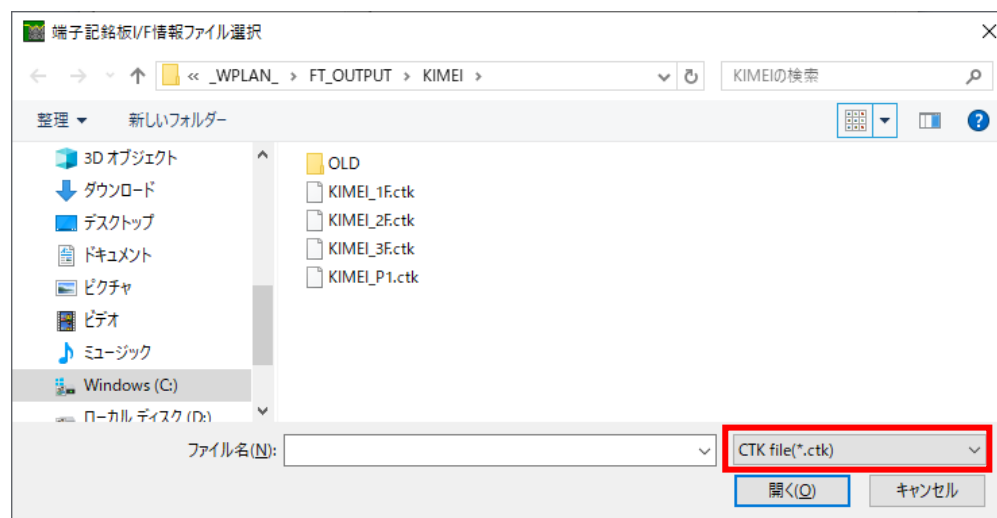 端子記銘板I/F情報ファイル選択
« _WPLAN_ › FT_OUTPUT › KIMEI ›
KIMEIの検索
整理 新しいフォルダー
3D オブジェクト
ダウンロード
デスクトップ
ドキュメント
ピクチャ
ビデオ
ミュージック
Windows (C:)
ローカル ディスク (D:)
OLD
KIMEI_1F.ctk
KIMEI_2F.ctk
KIMEI_3F.ctk
KIMEI_P1.ctk
ファイル名(N):
CTK file(*.ctk)
開く(O) キャンセル